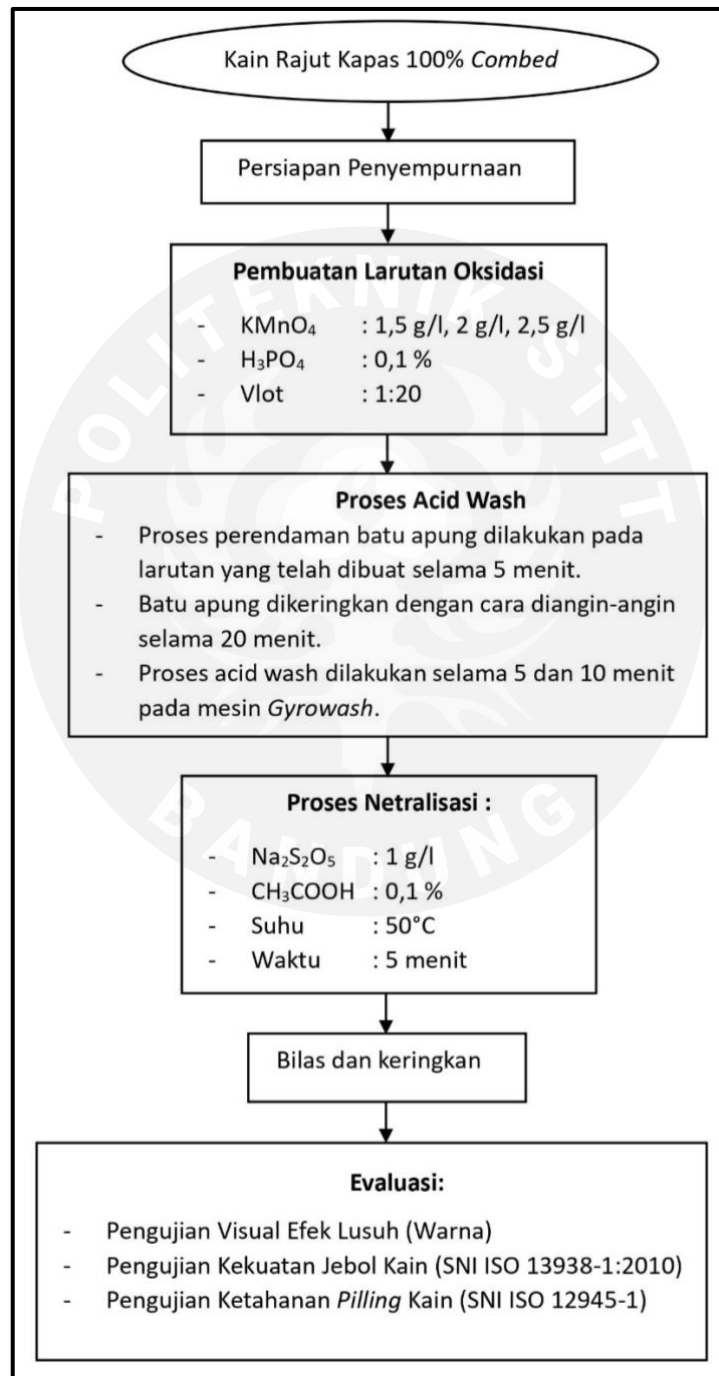 Kain Rajut Kapas 100% Combed
Persiapan Penyempurnaan
Pembuatan Larutan Oksidasi
- KMnO₄ : 1,5 g/l, 2 g/l, 2,5 g/l
- H₃PO₄ : 0,1 %
- Vlot : 1:20
Proses Acid Wash
- Proses perendaman batu apung dilakukan pada
larutan yang telah dibuat selama 5 menit.
- Batu apung dikeringkan dengan cara diangin-angin
selama 20 menit.
- Proses acid wash dilakukan selama 5 dan 10 menit
pada mesin Gyrowash.
Proses Netralisasi :
- Na₂S₂O₅ : 1 g/l
- CH₃COOH : 0,1 %
- Suhu : 50°C
- Waktu : 5 menit
Bilas dan keringkan
Evaluasi:
- Pengujian Visual Efek Lusuh (Warna)
- Pengujian Kekuatan Jebol Kain (SNI ISO 13938-1:2010)
- Pengujian Ketahanan Pilling Kain (SNI ISO 12945-1)
POLITEKNIK STTT
BANDUNG